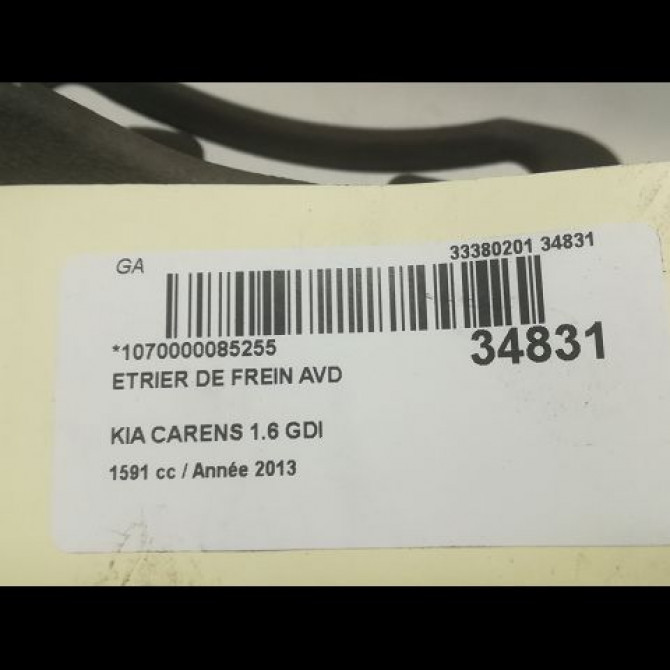 GA
33380201 34831
*1070000085255
34831
ETRIER DE FREIN AVD
KIA CARENS 1.6 GDI
1591 cc / Année 2013